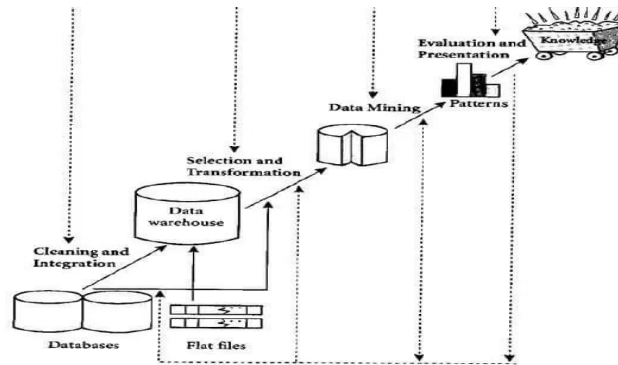 Evaluation and
Presentation
Knowledge
Data Mining
Patterns
Selection and
Transformation
Data
warehouse
Cleaning and
Integration
Databases
Flat files